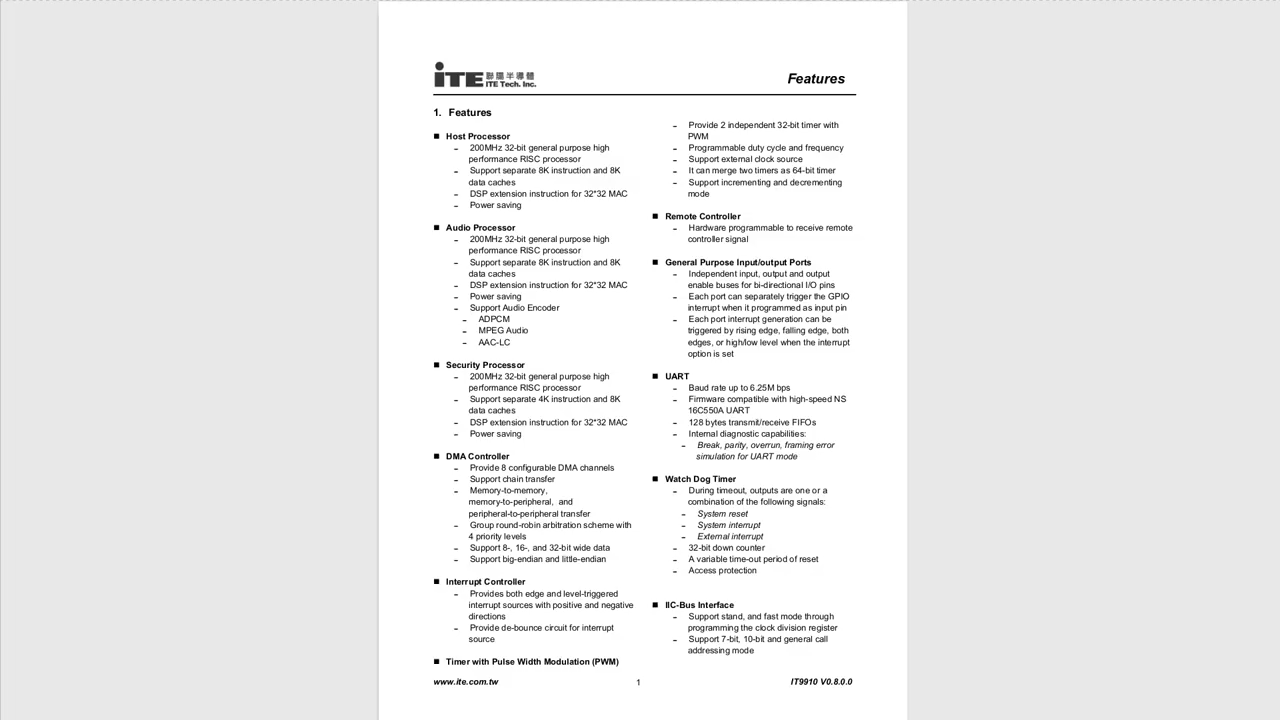 iTE 聯陽半導體
ITE Tech. Inc.
Features
1. Features
■ Host Processor
- 200MHz 32-bit general purpose high
performance RISC processor
- Support separate 8K instruction and 8K
data caches
- DSP extension instruction for 32*32 MAC
- Power saving
■ Audio Processor
- 200MHz 32-bit general purpose high
performance RISC processor
- Support separate 8K instruction and 8K
data caches
- DSP extension instruction for 32*32 MAC
- Power saving
- Support Audio Encoder
- ADPCM
- MPEG Audio
- AAC-LC
■ Security Processor
- 200MHz 32-bit general purpose high
performance RISC processor
- Support separate 4K instruction and 8K
data caches
- DSP extension instruction for 32*32 MAC
- Power saving
■ DMA Controller
- Provide 8 configurable DMA channels
- Support chain transfer
- Memory-to-memory,
memory-to-peripheral, and
peripheral-to-peripheral transfer
- Group round-robin arbitration scheme with
4 priority levels
- Support 8-, 16-, and 32-bit wide data
- Support big-endian and little-endian
■ Interrupt Controller
- Provides both edge and level-triggered
interrupt sources with positive and negative
directions
- Provide de-bounce circuit for interrupt
source
■ Timer with Pulse Width Modulation (PWM)
- Provide 2 independent 32-bit timer with
PWM
- Programmable duty cycle and frequency
- Support external clock source
- It can merge two timers as 64-bit timer
- Support incrementing and decrementing
mode
■ Remote Controller
- Hardware programmable to receive remote
controller signal
■ General Purpose Input/output Ports
- Independent input, output and output
enable buses for bi-directional I/O pins
- Each port can separately trigger the GPIO
interrupt when it programmed as input pin
- Each port interrupt generation can be
triggered by rising edge, falling edge, both
edges, or high/low level when the interrupt
option is set
■ UART
- Baud rate up to 6.25M bps
- Firmware compatible with high-speed NS
16C550A UART
- 128 bytes transmit/receive FIFOs
- Internal diagnostic capabilities:
- Break, parity, overrun, framing error
simulation for UART mode
■ Watch Dog Timer
- During timeout, outputs are one or a
combination of the following signals:
- System reset
- System interrupt
- External interrupt
- 32-bit down counter
- A variable time-out period of reset
- Access protection
■ IIC-Bus Interface
- Support stand, and fast mode through
programming the clock division register
- Support 7-bit, 10-bit and general call
addressing mode
www.ite.com.tw
1
IT9910 V0.8.0.0